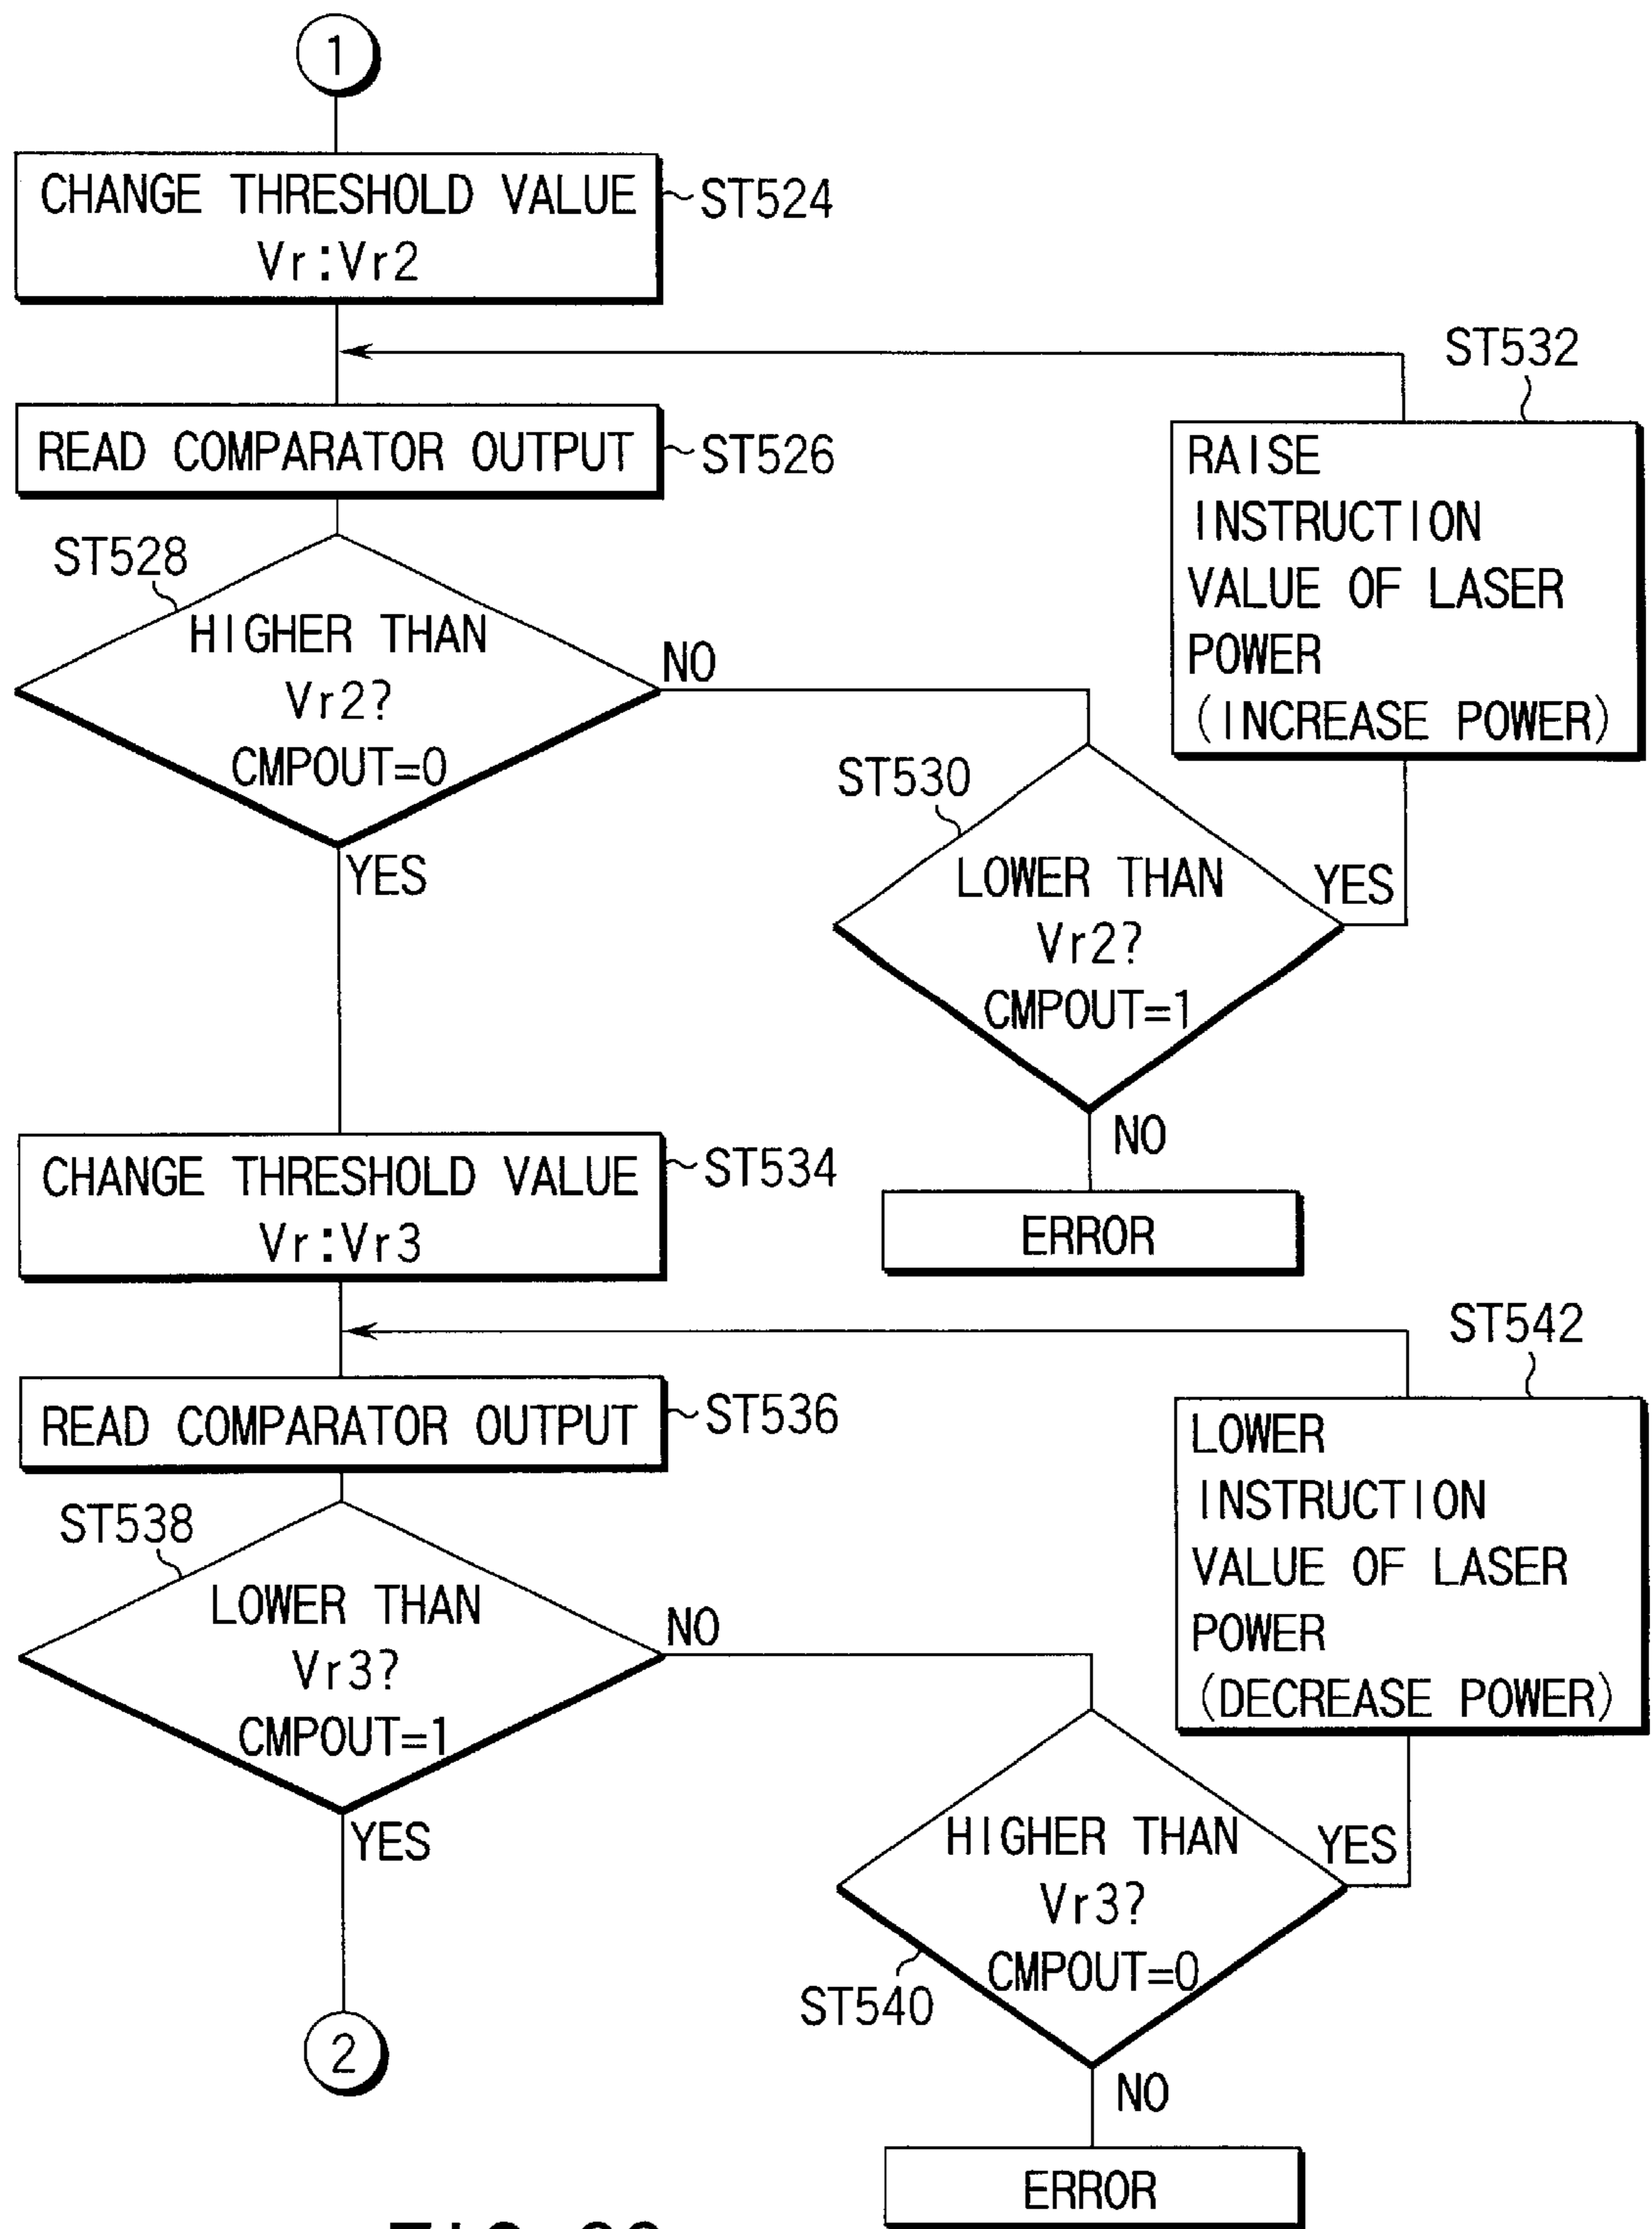 1
CHANGE THRESHOLD VALUE
Vr:Vr2
ST524
ST532
READ COMPARATOR OUTPUT
ST526
RAISE
INSTRUCTION
VALUE OF LASER
POWER
(INCREASE POWER)
ST528
HIGHER THAN
Vr2?
CMPOUT=0
NO
YES
ST530
LOWER THAN
Vr2?
CMPOUT=1
YES
NO
ERROR
CHANGE THRESHOLD VALUE
Vr:Vr3
ST534
ST542
READ COMPARATOR OUTPUT
ST536
LOWER
INSTRUCTION
VALUE OF LASER
POWER
(DECREASE POWER)
ST538
LOWER THAN
Vr3?
CMPOUT=1
NO
YES
HIGHER THAN
Vr3?
CMPOUT=0
YES
ST540
NO
2
ERROR